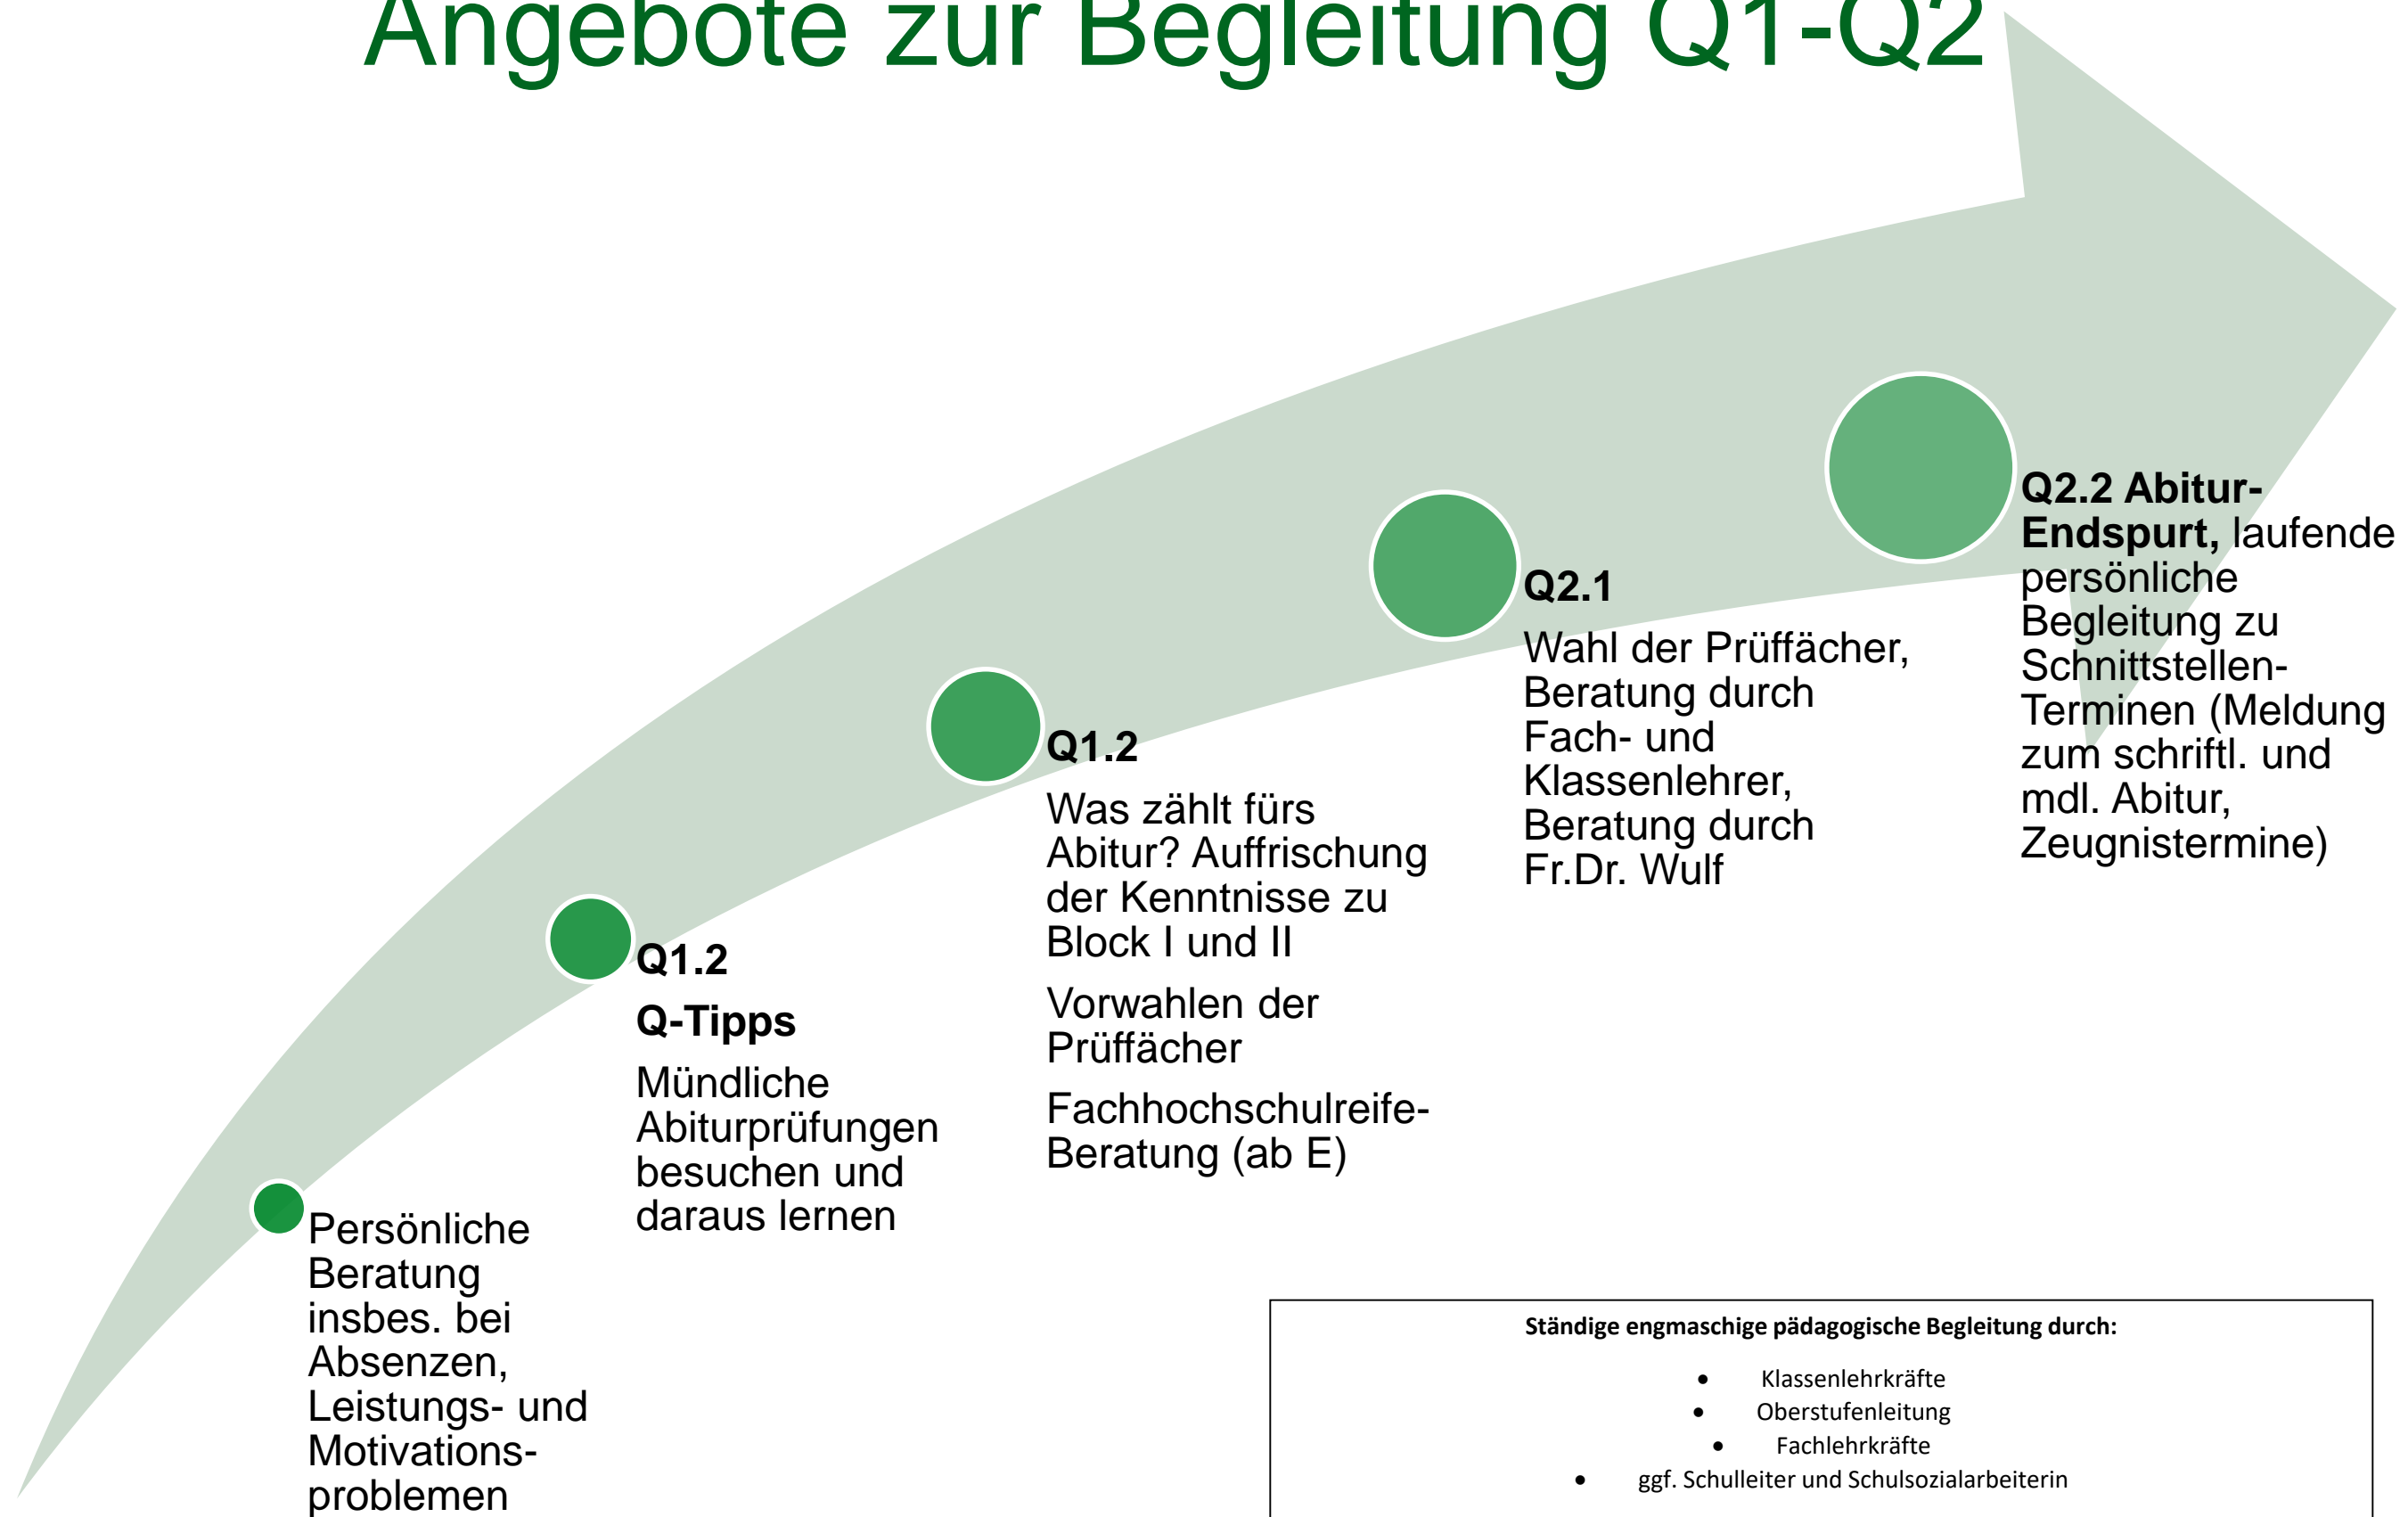 Angebote zur Begleitung Q1-Q2
Persönliche
Beratung
insbes. bei
Absenzen,
Leistungs- und
Motivations-
problemen
Q1.2
Q-Tipps
Mündliche
Abiturprüfungen
besuchen und
daraus lernen
Q1.2
Was zählt fürs
Abitur? Auffrischung
der Kenntnisse zu
Block I und II
Vorwahlen der
Prüffächer
Fachhochschulreife-
Beratung (ab E)
Q2.1
Wahl der Prüffächer,
Beratung durch
Fach- und
Klassenlehrer,
Beratung durch
Fr.Dr. Wulf
Q2.2 Abitur-
Endspurt, laufende
persönliche
Begleitung zu
Schnittstellen-
Terminen (Meldung
zum schriftl. und
mdl. Abitur,
Zeugnistermine)
Ständige engmaschige pädagogische Begleitung durch:
• Klassenlehrkräfte
• Oberstufenleitung
• Fachlehrkräfte
• ggf. Schulleiter und Schulsozialarbeiterin